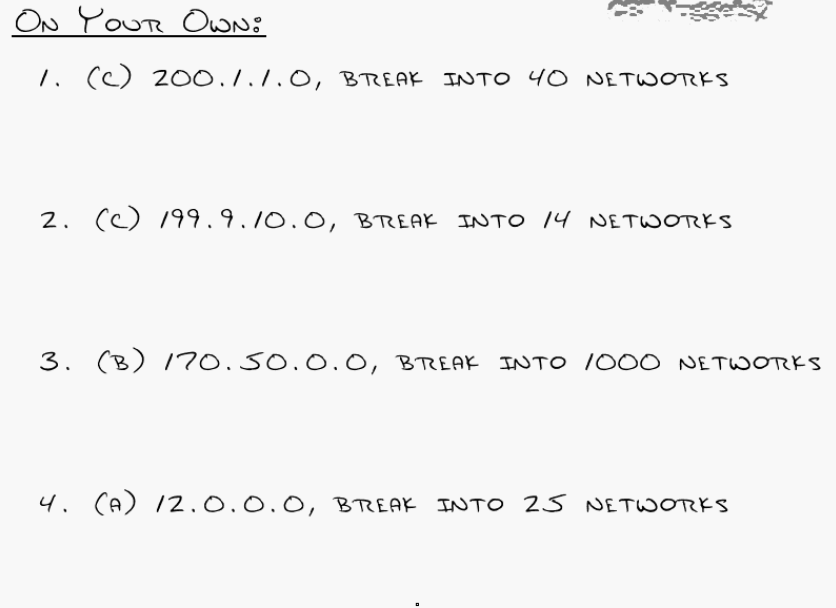 ON YOUR OWN:
1. (C) 200.1.1.0, BREAK INTO 40 NETWORKS
2. (C) 199.9.10.0, BREAK INTO 14 NETWORKS
3. (B) 170.50.0.0, BREAK INTO 1000 NETWORKS
4. (A) 12.0.0.0, BREAK INTO 25 NETWORKS